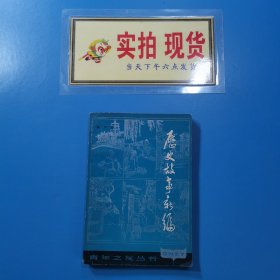 实拍 现货
当天下午六点发货
历史故事新编
青年之友丛书